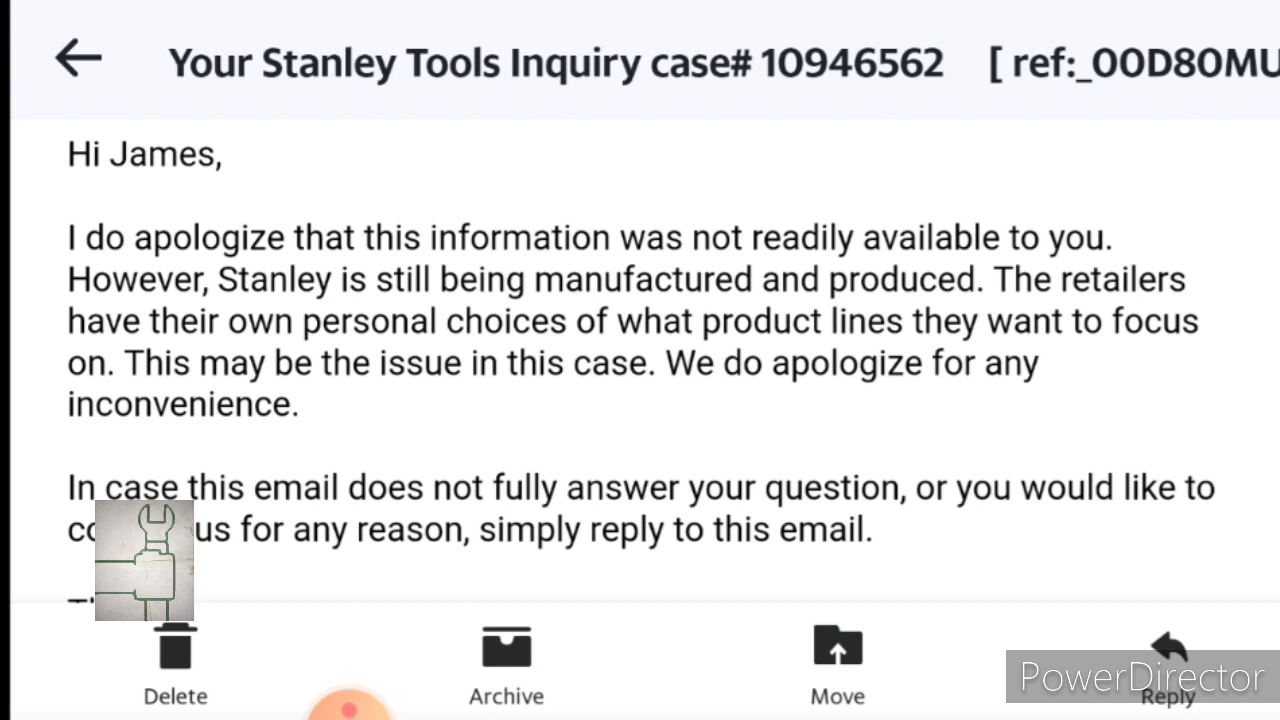 Your Stanley Tools Inquiry case# 10946562 [ ref:_00D80MU
Hi James,
I do apologize that this information was not readily available to you.
However, Stanley is still being manufactured and produced. The retailers
have their own personal choices of what product lines they want to focus
on. This may be the issue in this case. We do apologize for any
inconvenience.
In case this email does not fully answer your question, or you would like to
us for any reason, simply reply to this email.
Delete Archive Move Reply
PowerDirector